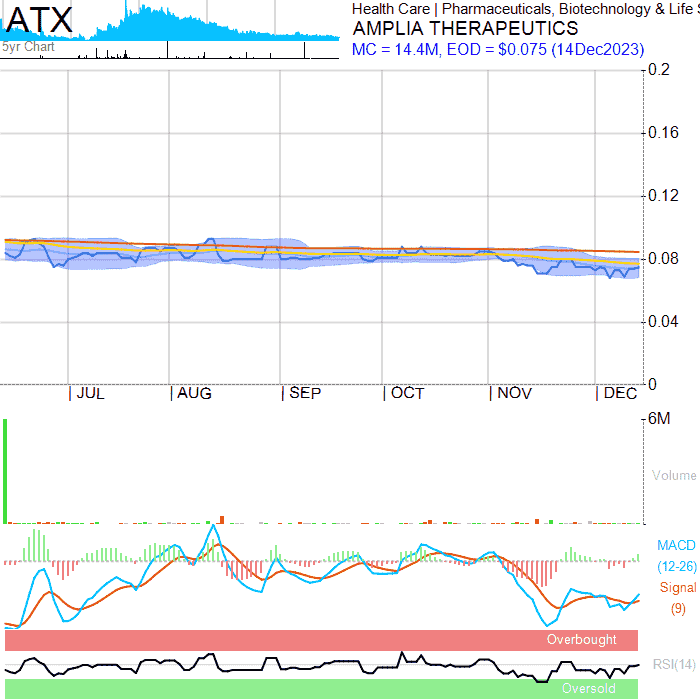 ATX
5yr Chart
Health Care | Pharmaceuticals, Biotechnology & Life S
AMPLIA THERAPEUTICS
MC = 14.4M, EOD = $0.075 (14Dec2023)
0.2
0.16
0.12
0.08
0.04
0
JUL AUG SEP OCT NOV DEC
6M
Volume
MACD
(12-26)
Signal
(9)
Overbought
RSI(14)
Oversold